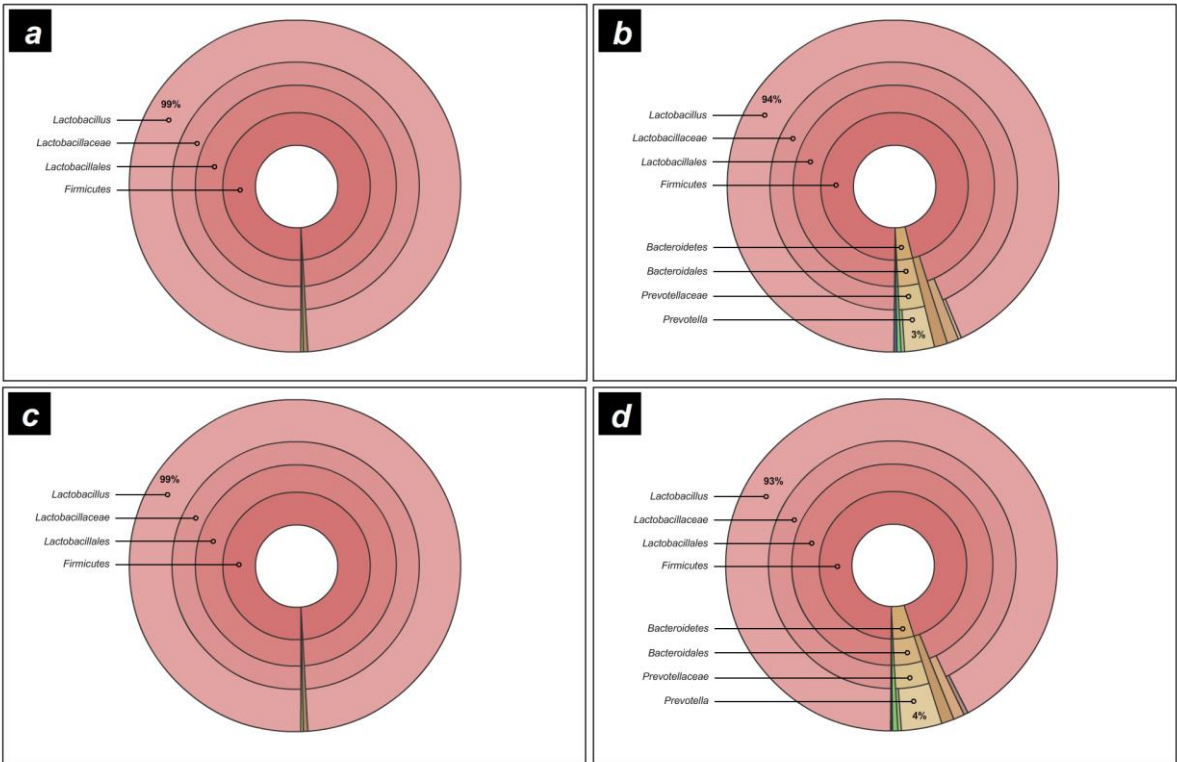 a
99%
Lactobacillus
Lactobacillaceae
Lactobacillales
Firmicutes
b
94%
Lactobacillus
Lactobacillaceae
Lactobacillales
Firmicutes
Bacteroidetes
Bacteroidales
Prevotellaceae
Prevotella
3%
c
99%
Lactobacillus
Lactobacillaceae
Lactobacillales
Firmicutes
d
93%
Lactobacillus
Lactobacillaceae
Lactobacillales
Firmicutes
Bacteroidetes
Bacteroidales
Prevotellaceae
Prevotella
4%